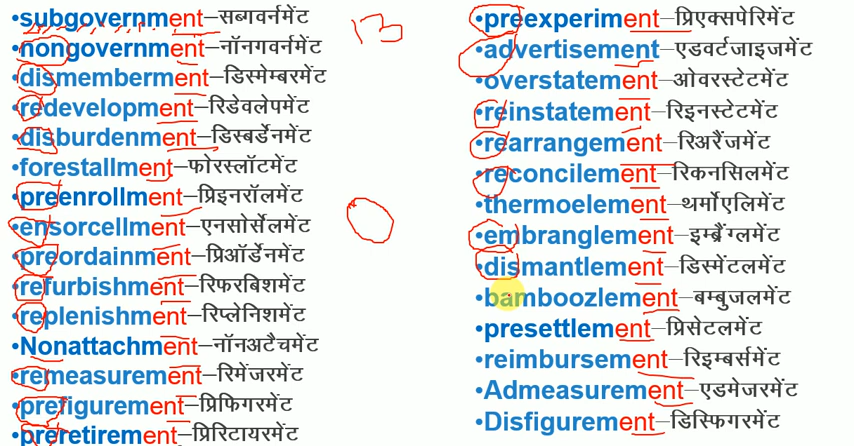 •subgovernment–सब्गवर्नमेंट
•nongovernment–नॉनगवर्नमेंट
•dismemberment–डिस्मेम्बरमेंट
•redevelopment–रिडेवलेपमेंट
•disburdenment–डिस्बर्डेनमेंट
•forestallment–फोरस्लॉटमेंट
•preenrollment–प्रिइनरॉलमेंट
•ensorcellment–एनसोर्सेलमेंट
•preordainment–प्रिऑर्डेनमेंट
•refurbishment–रिफरबिशमेंट
•replenishment–रिप्लेनिशमेंट
•Nonattachment–नॉनअटैचमेंट
•remeasurement–रिमेंजरमेंट
•prefigurement–प्रिफिगरमेंट
•preretirement–प्रिरिटायरमेंट
13
•preexperiment–प्रिएक्सपेरिमेंट
•advertisement–एडवर्टजाइजमेंट
•overstatement–ओवरस्टेटमेंट
•reinstatement–रिइनस्टेटमेंट
•rearrangement–रिअरैंजमेंट
•reconcilement–रिकनसिलमेंट
•thermoelement–थर्मोएलिमेंट
•embranglement–इम्ब्रैंग्लमेंट
•dismantlement–डिस्मेंटलमेंट
•bamboozlement–बम्बुजलमेंट
•presettlement–प्रिसेटलमेंट
•reimbursement–रिइम्बर्समेंट
•Admeasurement–एडमेजरमेंट
•Disfigurement–डिस्फिगरमेंट